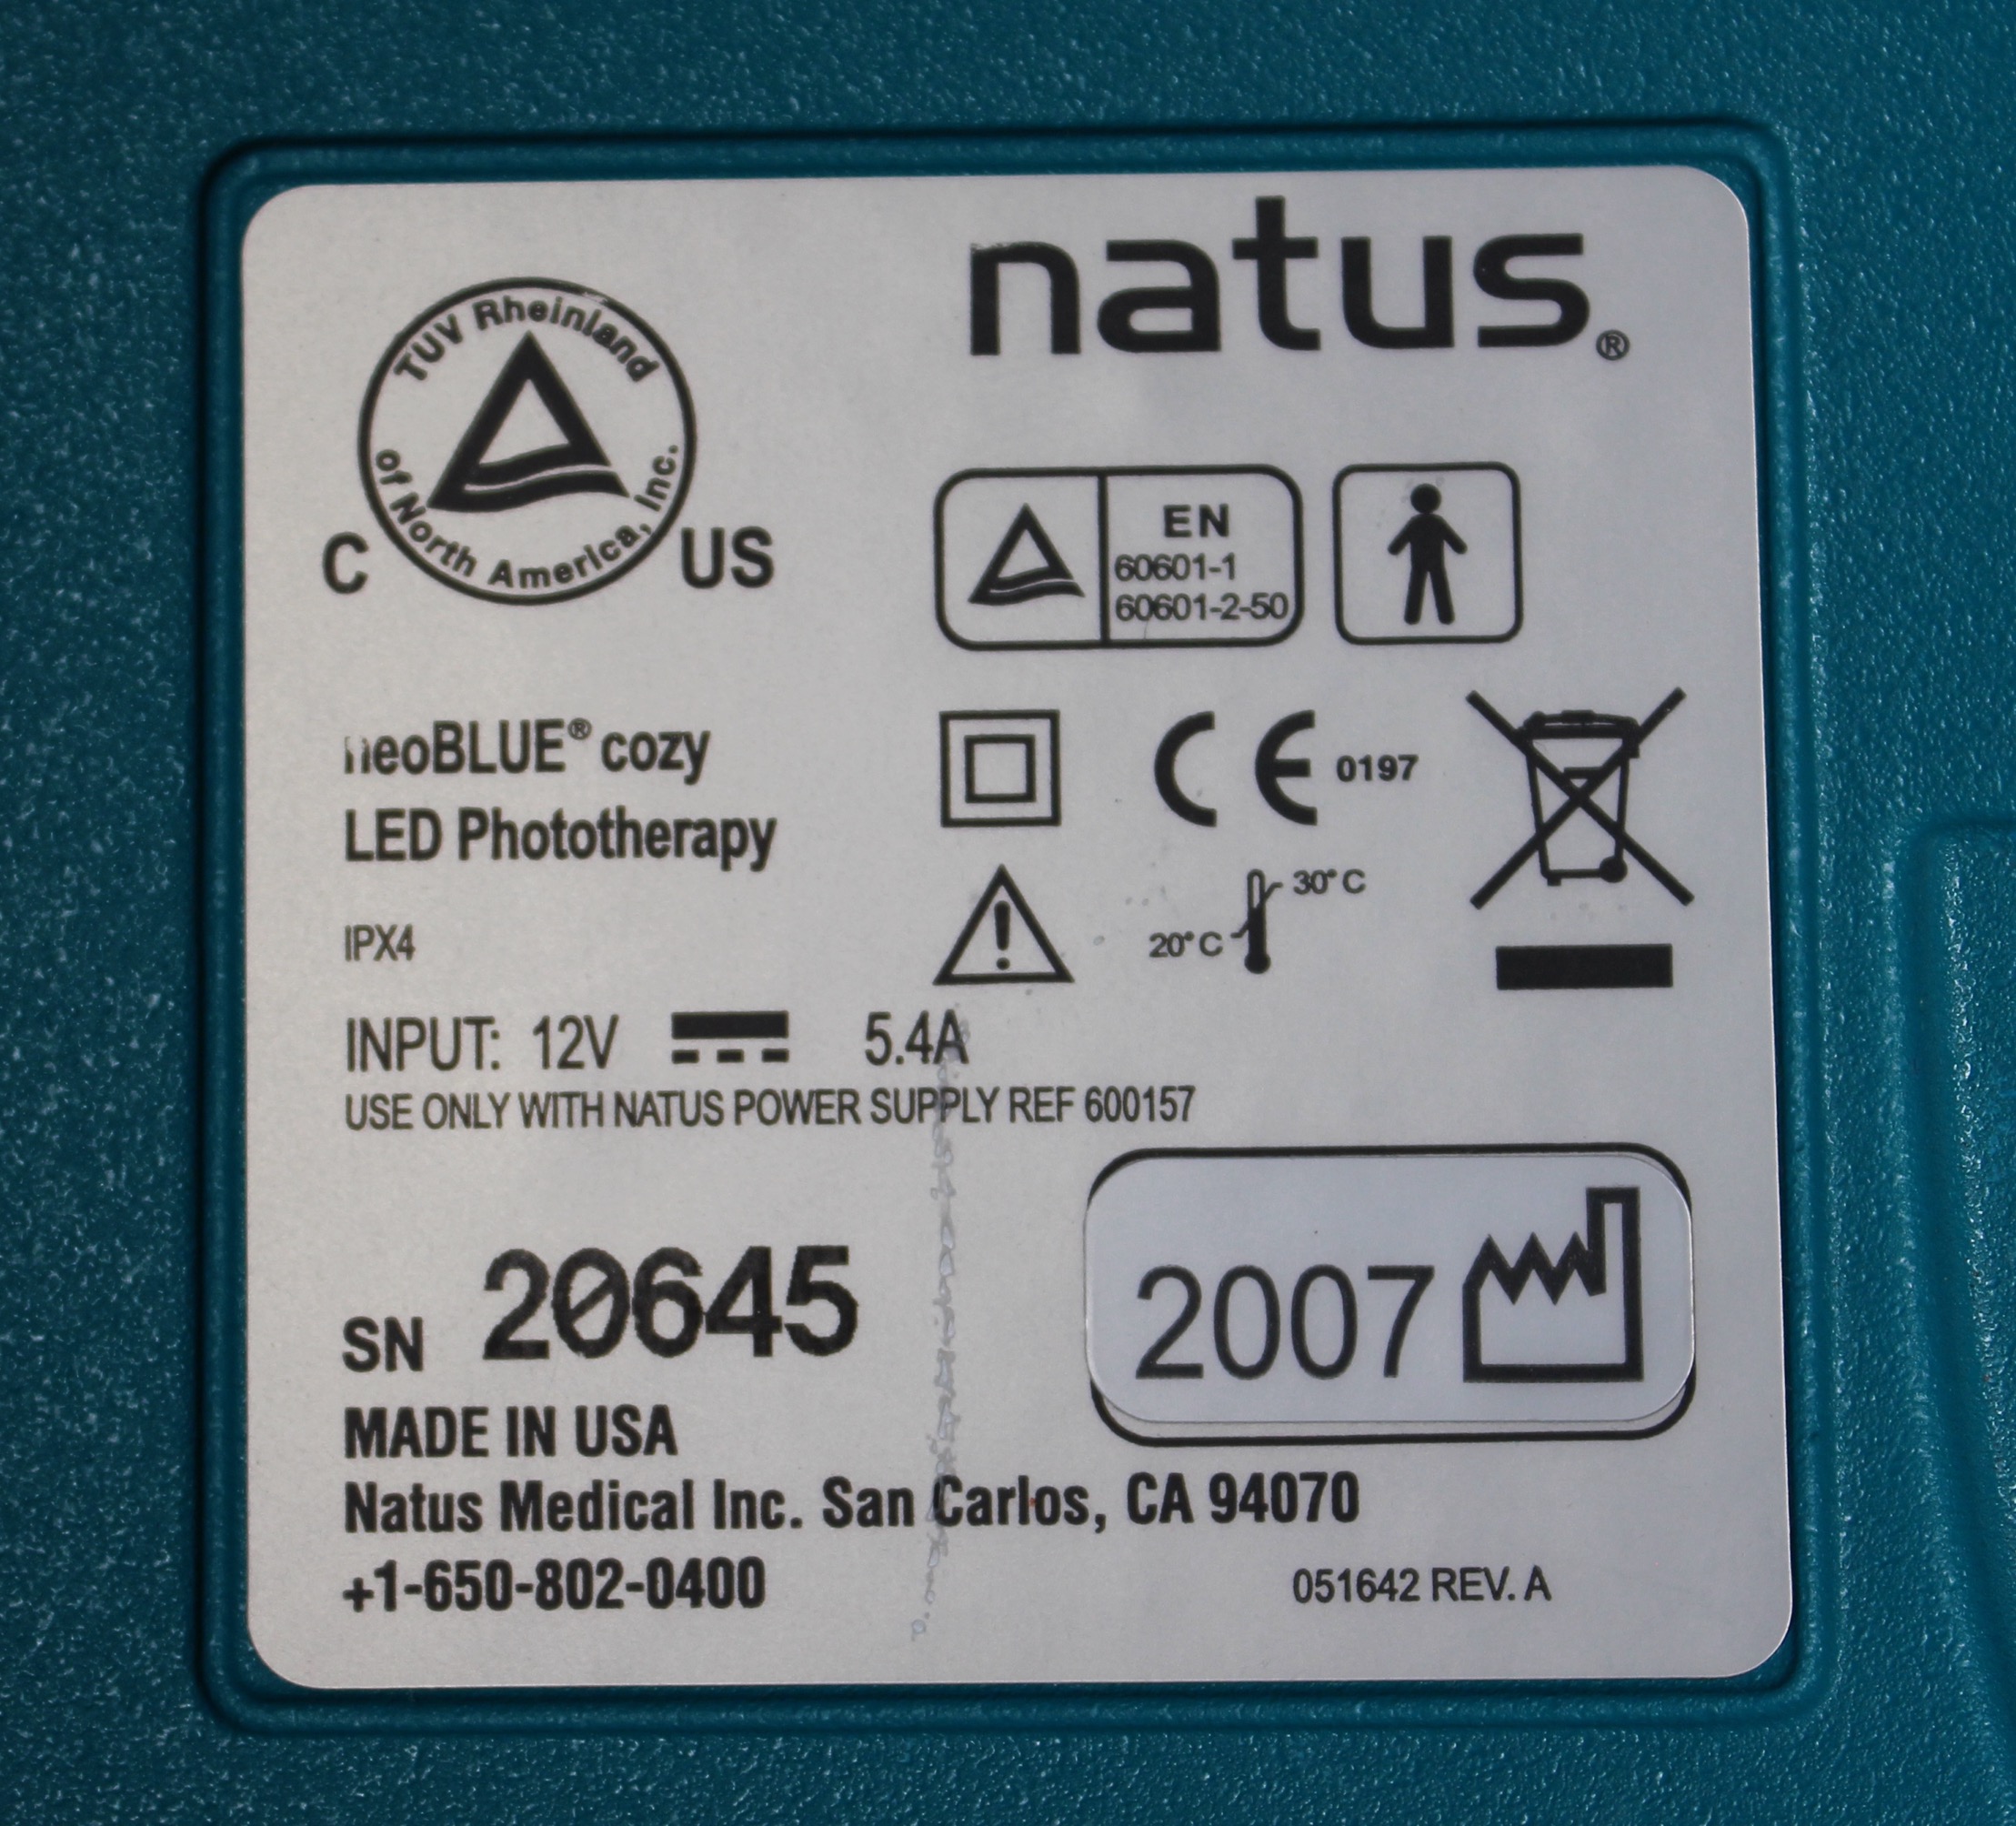 natus®
TUV Rheinland
of North America, Inc.
C US
EN
60601-1
60601-2-50
neoBLUE® cozy
LED Phototherapy
CE 0197
30°C
20°C
IPX4
INPUT: 12V 5.4A
USE ONLY WITH NATUS POWER SUPPLY REF 600157
SN 20645
2007
MADE IN USA
Natus Medical Inc. San Carlos, CA 94070
+1-650-802-0400
051642 REV. A